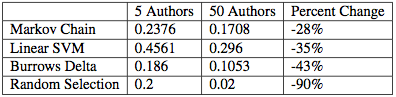 5 Authors 50 Authors Percent Change
Markov Chain 0.2376 0.1708 -28%
Linear SVM 0.4561 0.296 -35%
Burrows Delta 0.186 0.1053 -43%
Random Selection 0.2 0.02 -90%